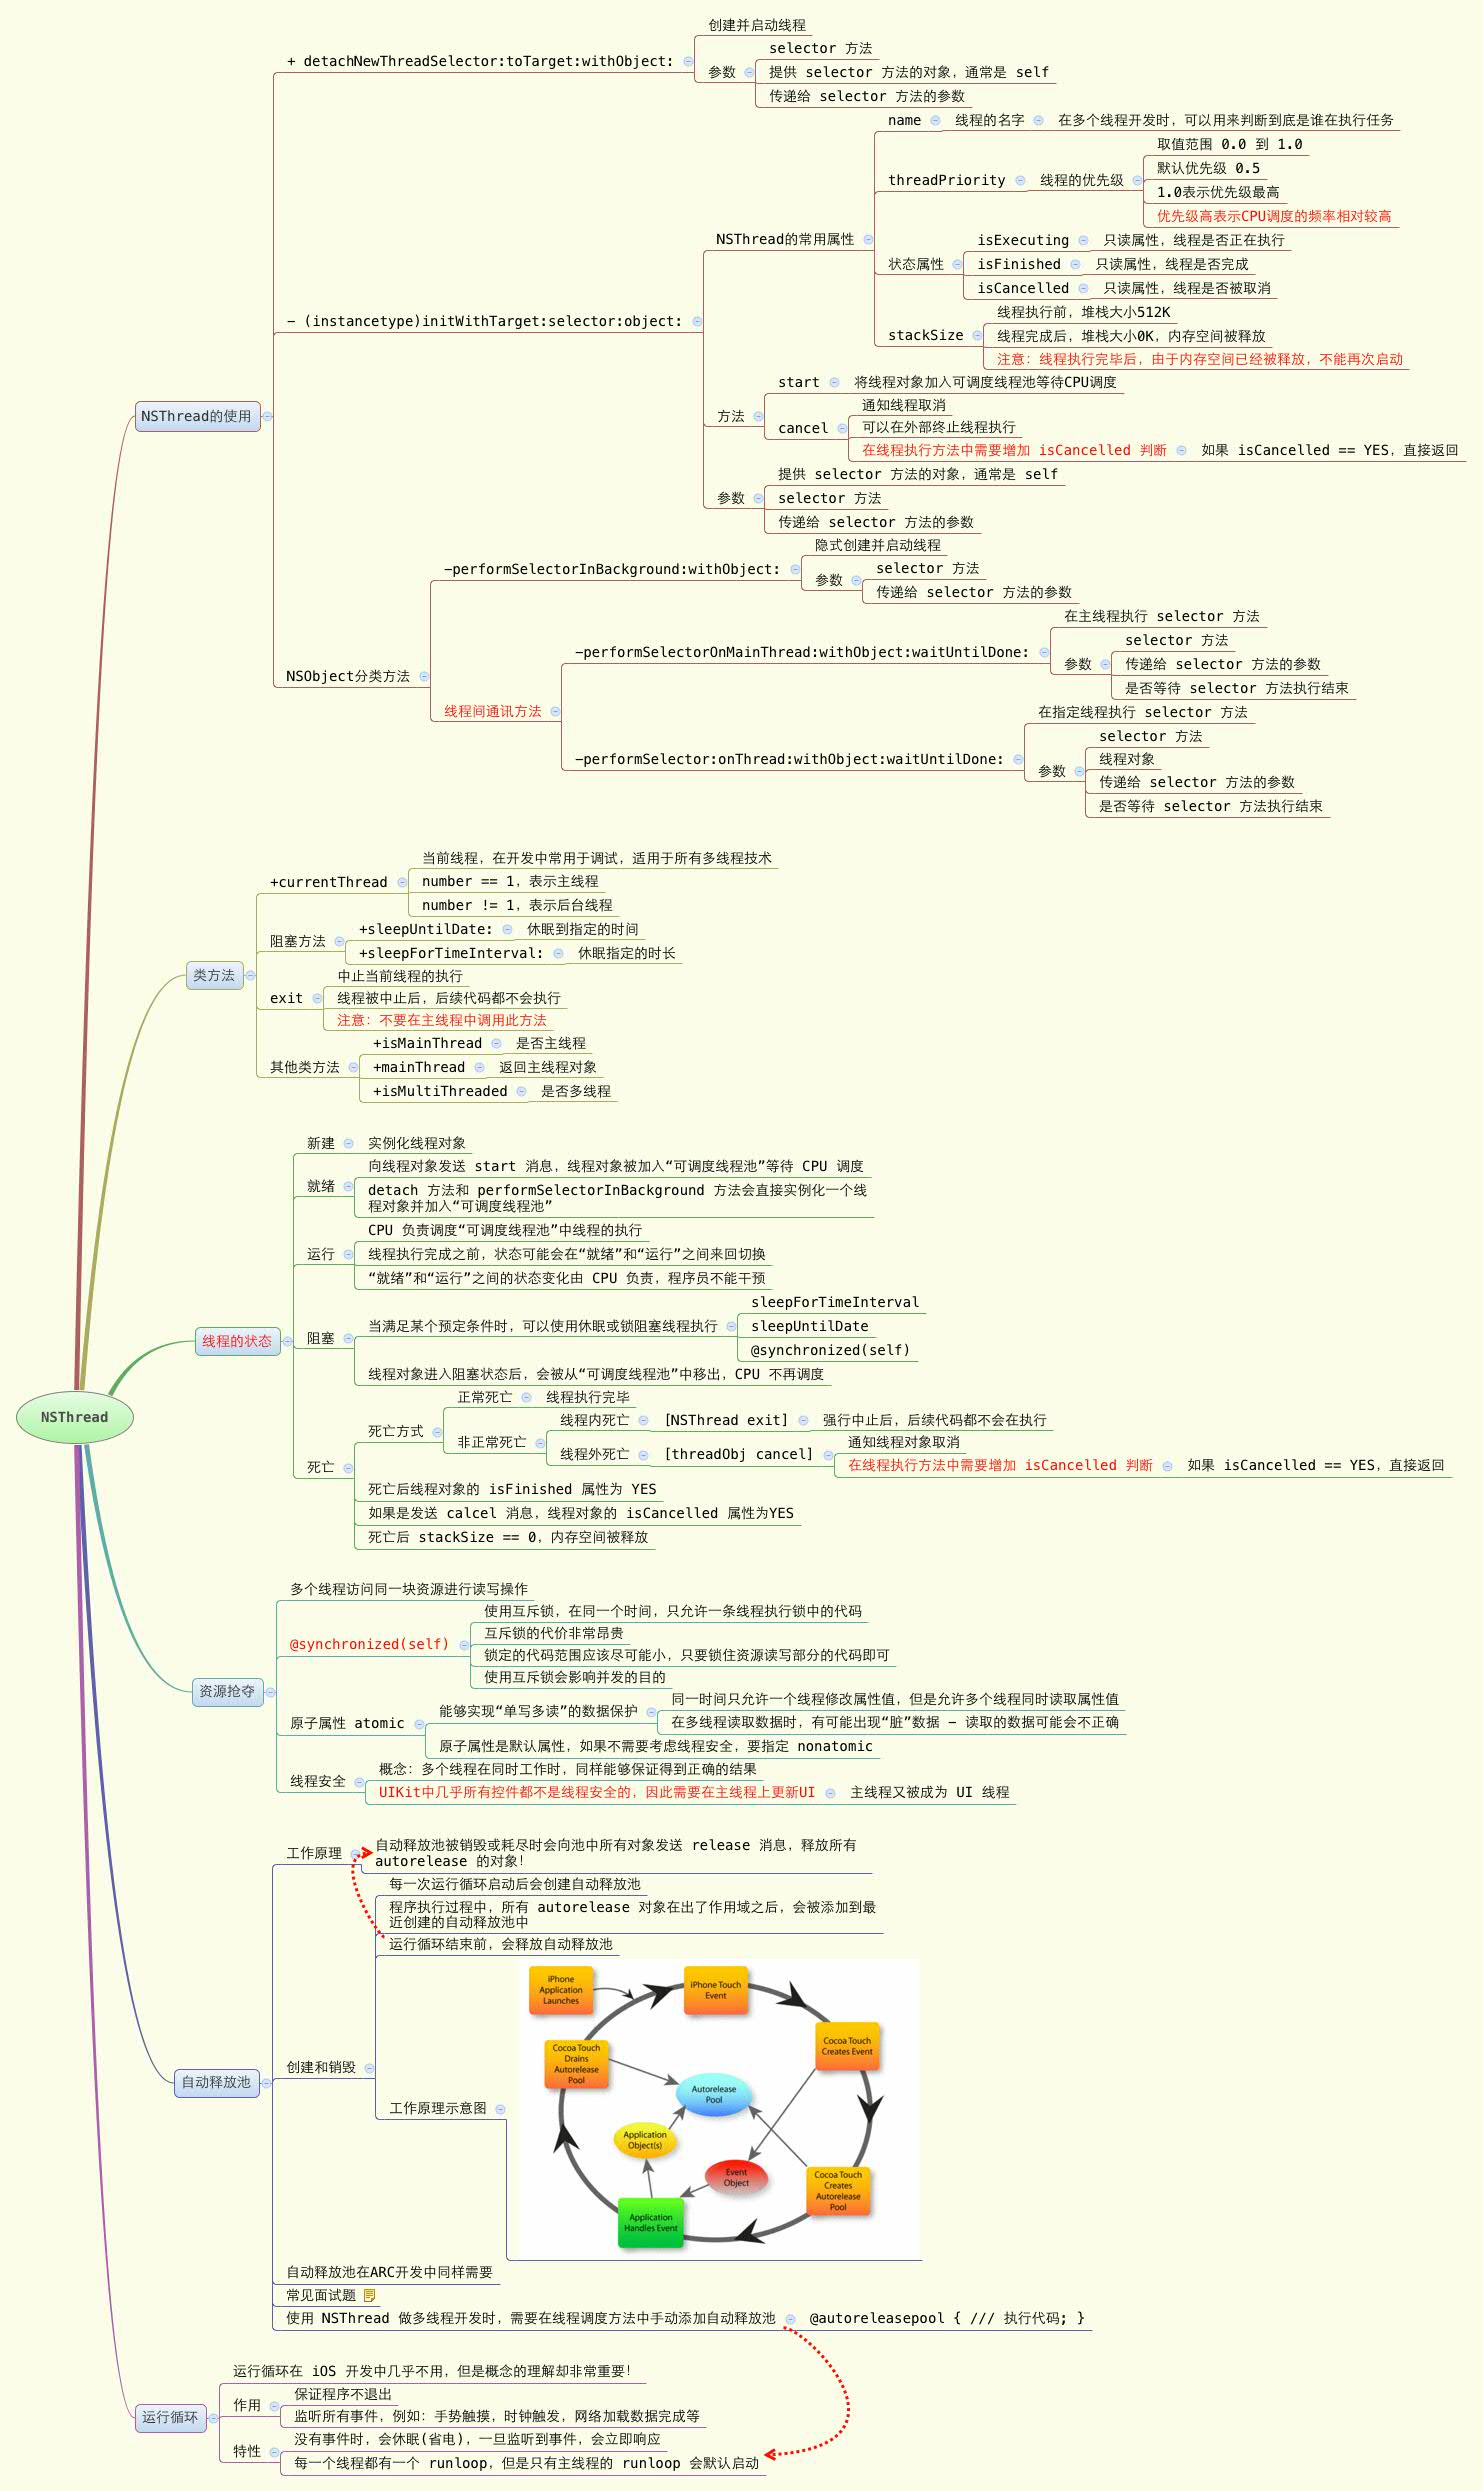 创建并启动线程
+ detachNewThreadSelector:toTarget:withObject:
参数
selector 方法
提供 selector 方法的对象，通常是 self
传递给 selector 方法的参数
NSThread的使用
- (instancetype)initWithTarget:selector:object:
NSThread的常用属性
name
线程的名字
在多个线程开发时，可以用来判断到底是谁在执行任务
threadPriority
线程的优先级
取值范围 0.0 到 1.0
默认优先级 0.5
1.0表示优先级最高
优先级高表示CPU调度的频率相对较高
状态属性
isExecuting
只读属性，线程是否正在执行
isFinished
只读属性，线程是否完成
isCancelled
只读属性，线程是否被取消
stackSize
线程执行前，堆栈大小512K
线程完成后，堆栈大小0K，内存空间被释放
注意：线程执行完毕后，由于内存空间已经被释放，不能再次启动
方法
start
将线程对象加入可调度线程池等待CPU调度
cancel
通知线程取消
可以在外部终止线程执行
在线程执行方法中需要增加 isCancelled 判断
如果 isCancelled == YES，直接返回
参数
提供 selector 方法的对象，通常是 self
selector 方法
传递给 selector 方法的参数
NSObject分类方法
-performSelectorInBackground:withObject:
隐式创建并启动线程
参数
selector 方法
传递给 selector 方法的参数
线程间通讯方法
-performSelectorOnMainThread:withObject:waitUntilDone:
在主线程执行 selector 方法
参数
selector 方法
传递给 selector 方法的参数
是否等待 selector 方法执行结束
-performSelector:onThread:withObject:waitUntilDone:
在指定线程执行 selector 方法
参数
selector 方法
线程对象
传递给 selector 方法的参数
是否等待 selector 方法执行结束
类方法
+currentThread
当前线程，在开发中常用于调试，适用于所有多线程技术
number == 1，表示主线程
number != 1，表示后台线程
阻塞方法
+sleepUntilDate:
休眠到指定的时间
+sleepForTimeInterval:
休眠指定的时长
exit
中止当前线程的执行
线程被中止后，后续代码都不会执行
注意：不要在主线程中调用此方法
其他类方法
+isMainThread
是否主线程
+mainThread
返回主线程对象
+isMultiThreaded
是否多线程
NSThread
线程的状态
新建
实例化线程对象
就绪
向线程对象发送 start 消息，线程对象被加入“可调度线程池”等待 CPU 调度
detach 方法和 performSelectorInBackground 方法会直接实例化一个线
程对象并加入“可调度线程池”
运行
CPU 负责调度“可调度线程池”中线程的执行
线程执行完成之前，状态可能会在“就绪”和“运行”之间来回切换
“就绪”和“运行”之间的状态变化由 CPU 负责，程序员不能干预
阻塞
当满足某个预定条件时，可以使用休眠或锁阻塞线程执行
sleepForTimeInterval
sleepUntilDate
@synchronized(self)
线程对象进入阻塞状态后，会被从“可调度线程池”中移出，CPU 不再调度
死亡
死亡方式
正常死亡
线程执行完毕
非正常死亡
线程内死亡
[NSThread exit]
强行中止后，后续代码都不会在执行
线程外死亡
[threadObj cancel]
通知线程对象取消
在线程执行方法中需要增加 isCancelled 判断
如果 isCancelled == YES，直接返回
死亡后线程对象的 isFinished 属性为 YES
如果是发送 calcel 消息，线程对象的 isCancelled 属性为YES
死亡后 stackSize == 0，内存空间被释放
资源抢夺
多个线程访问同一块资源进行读写操作
@synchronized(self)
使用互斥锁，在同一个时间，只允许一条线程执行锁中的代码
互斥锁的代价非常昂贵
锁定的代码范围应该尽可能小，只要锁住资源读写部分的代码即可
使用互斥锁会影响并发的目的
原子属性 atomic
能够实现“单写多读”的数据保护
同一时间只允许一个线程修改属性值，但是允许多个线程同时读取属性值
在多线程读取数据时，有可能出现“脏”数据 - 读取的数据可能会不正确
原子属性是默认属性，如果不需要考虑线程安全，要指定 nonatomic
线程安全
概念：多个线程在同时工作时，同样能够保证得到正确的结果
UIKit中几乎所有控件都不是线程安全的，因此需要在主线程上更新UI
主线程又被成为 UI 线程
自动释放池
工作原理
自动释放池被销毁或耗尽时会向池中所有对象发送 release 消息，释放所有
autorelease 的对象！
创建和销毁
每一次运行循环启动后会创建自动释放池
程序执行过程中，所有 autorelease 对象在出了作用域之后，会被添加到最
近创建的自动释放池中
运行循环结束前，会释放自动释放池
工作原理示意图
iPhone
Application
Launches
iPhone Touch
Event
Cocoa Touch
Creates Event
Cocoa Touch
Drains
Autorelease
Pool
Autorelease
Pool
Application
Object(s)
Event
Object
Cocoa Touch
Creates
Autorelease
Pool
Application
Handles Event
自动释放池在ARC开发中同样需要
常见面试题
使用 NSThread 做多线程开发时，需要在线程调度方法中手动添加自动释放池
@autoreleasepool { /// 执行代码; }
运行循环
运行循环在 iOS 开发中几乎不用，但是概念的理解却非常重要！
作用
保证程序不退出
监听所有事件，例如：手势触摸，时钟触发，网络加载数据完成等
特性
没有事件时，会休眠(省电)，一旦监听到事件，会立即响应
每一个线程都有一个 runloop，但是只有主线程的 runloop 会默认启动